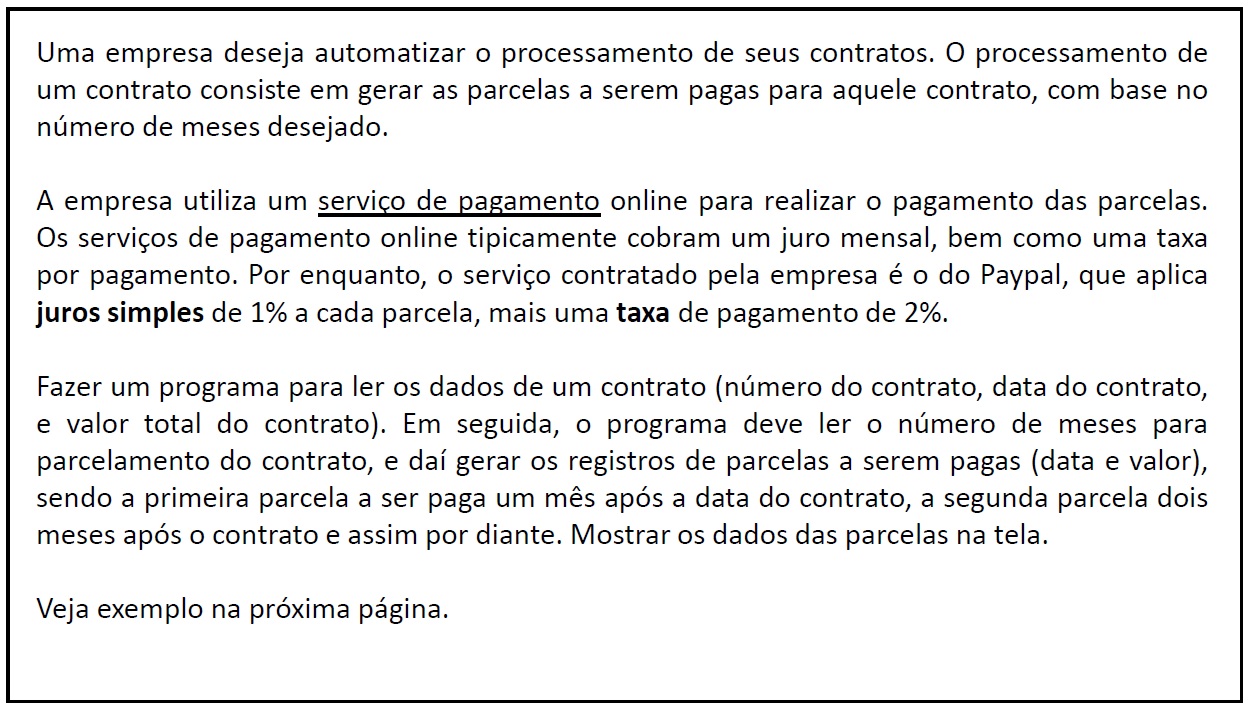 Uma empresa deseja automatizar o processamento de seus contratos. O processamento de
um contrato consiste em gerar as parcelas a serem pagas para aquele contrato, com base no
número de meses desejado.
A empresa utiliza um serviço de pagamento online para realizar o pagamento das parcelas.
Os serviços de pagamento online tipicamente cobram um juro mensal, bem como uma taxa
por pagamento. Por enquanto, o serviço contratado pela empresa é o do Paypal, que aplica
juros simples de 1% a cada parcela, mais uma taxa de pagamento de 2%.
Fazer um programa para ler os dados de um contrato (número do contrato, data do contrato,
e valor total do contrato). Em seguida, o programa deve ler o número de meses para
parcelamento do contrato, e daí gerar os registros de parcelas a serem pagas (data e valor),
sendo a primeira parcela a ser paga um mês após a data do contrato, a segunda parcela dois
meses após o contrato e assim por diante. Mostrar os dados das parcelas na tela.
Veja exemplo na próxima página.